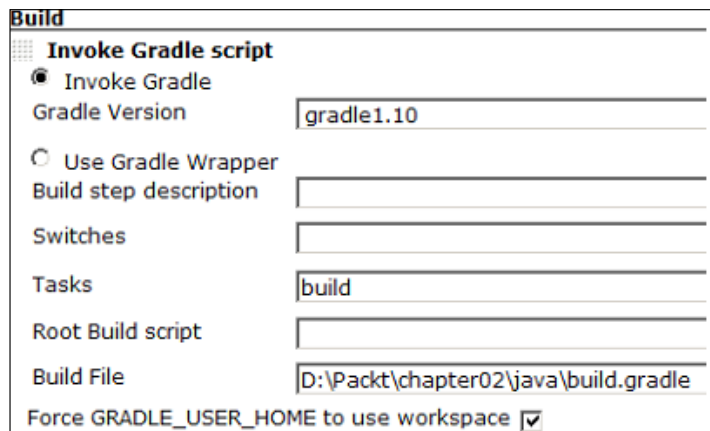 Build
Invoke Gradle script
Invoke Gradle
Gradle Version gradle1.10
Use Gradle Wrapper
Build step description
Switches
Tasks build
Root Build script
Build File D:\Packt\chapter02\java\build.gradle
Force GRADLE_USER_HOME to use workspace